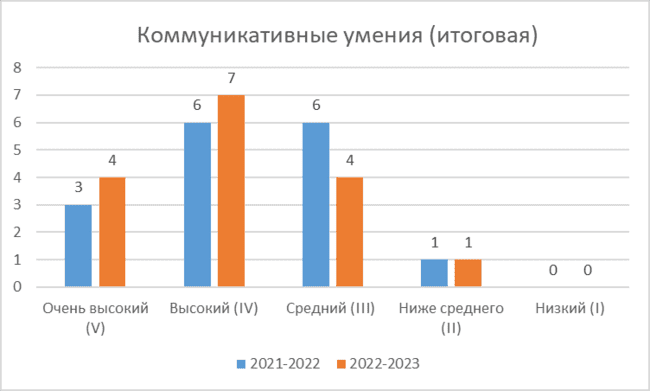 Коммуникативные умения (итоговая)
8
7
6
5
4
3
2
1
0
3
4
6
7
6
4
1
1
0
0
Очень высокий
(V)
Высокий (IV)
Средний (III)
Ниже среднего
(II)
Низкий (I)
2021-2022
2022-2023